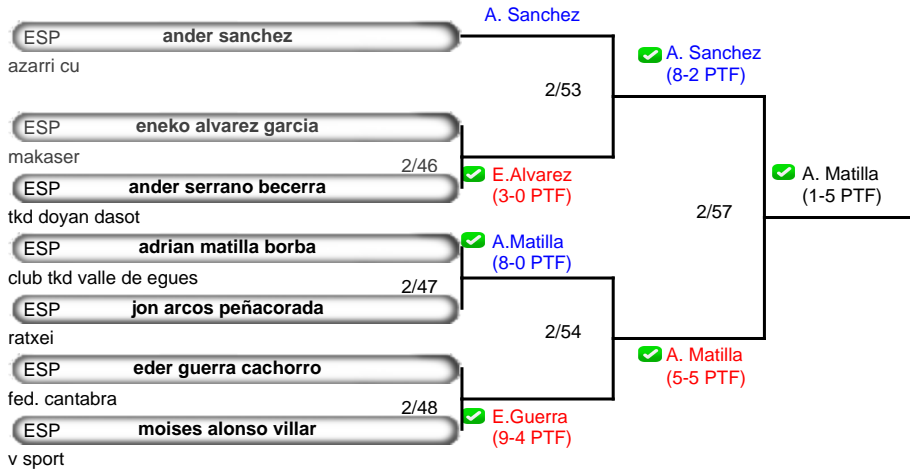 A. Sanchez
ESP ander sanchez
azarri cu
A. Sanchez
(8-2 PTF)
2/53
ESP eneko alvarez garcia
makaser
2/46
E.Alvarez
(3-0 PTF)
ESP ander serrano becerra
tkd doyan dasot
A. Matilla
(1-5 PTF)
2/57
ESP adrian matilla borba
club tkd valle de egues
A.Matilla
(8-0 PTF)
2/47
ESP jon arcos peñacorada
ratxei
2/54
A. Matilla
(5-5 PTF)
ESP eder guerra cachorro
fed. cantabra
2/48
E.Guerra
(9-4 PTF)
ESP moises alonso villar
v sport